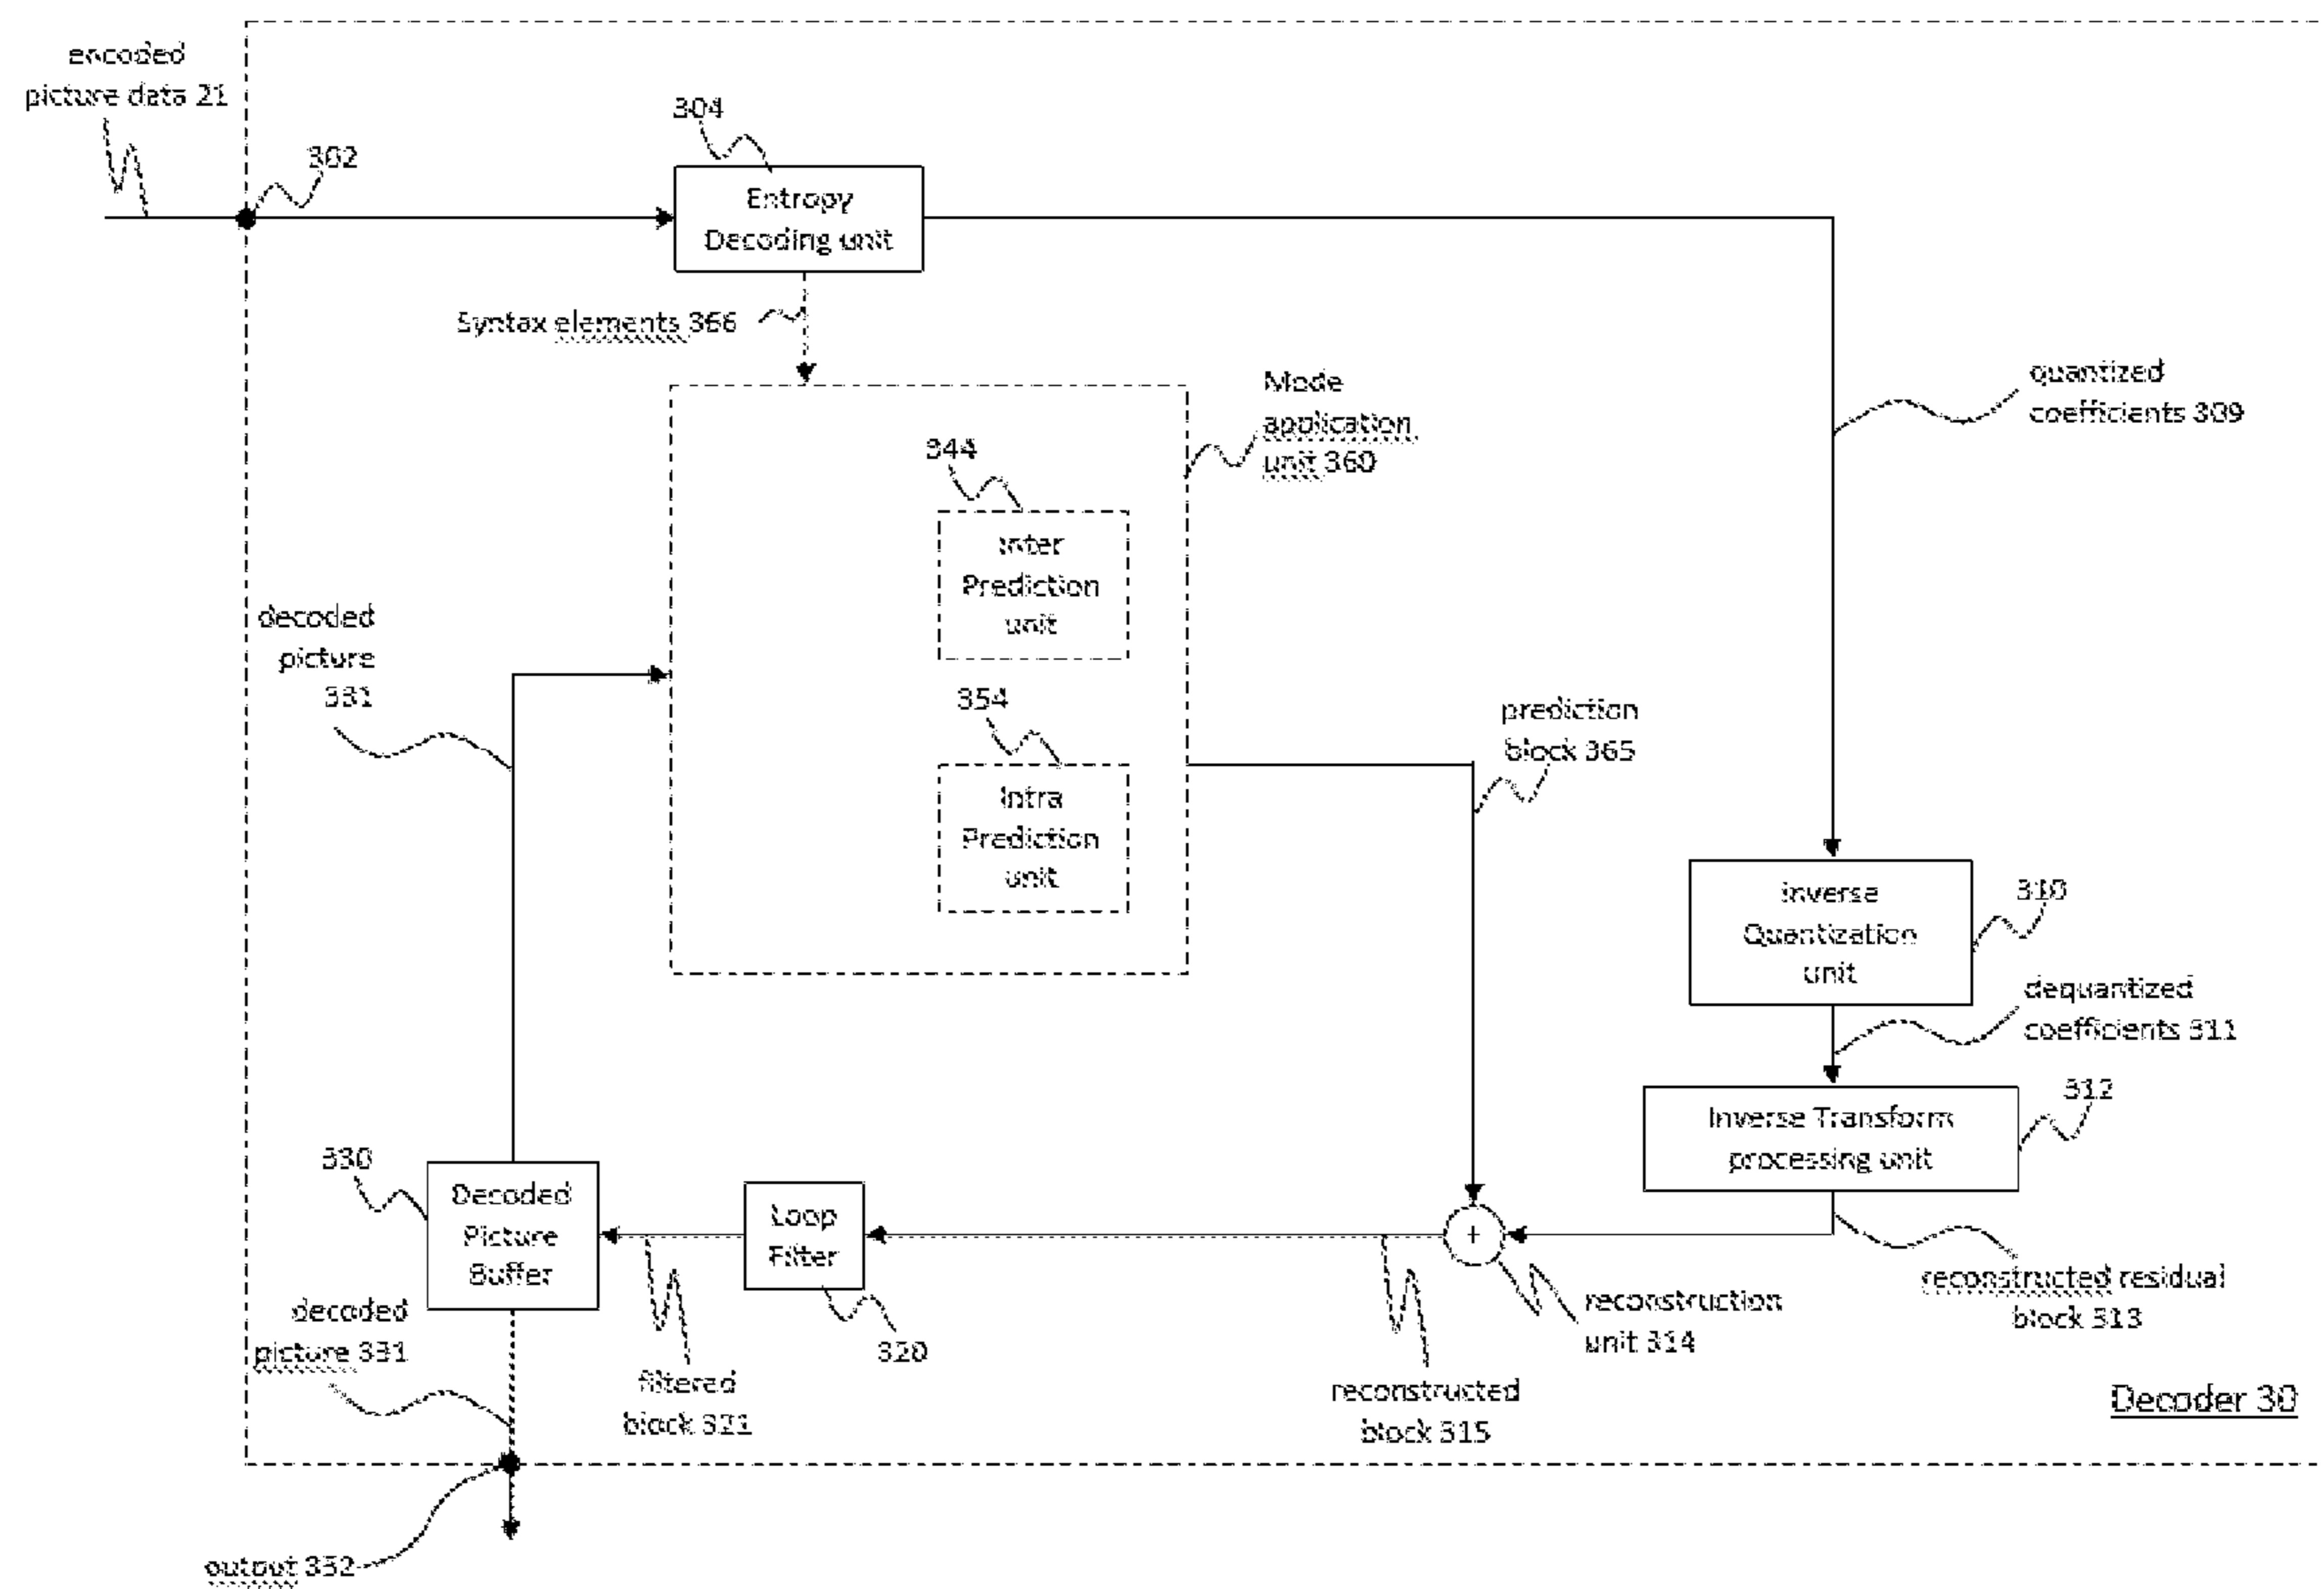 encoded
picture data 21
302
304
Entropy
Decoding unit
Syntax elements 366
Mode
application
unit 360
quantized
coefficients 309
344
Inter
Prediction
unit
decoded
picture
331
354
Intra
Prediction
unit
prediction
block 365
Inverse
Quantization
unit
310
dequantized
coefficients 311
312
Inverse Transform
processing unit
330
Decoded
Picture
Buffer
Loop
Filter
+
reconstructed residual
block 313
reconstruction
unit 314
decoded
picture 331
320
filtered
block 321
reconstructed
block 315
Decoder 30
output 332